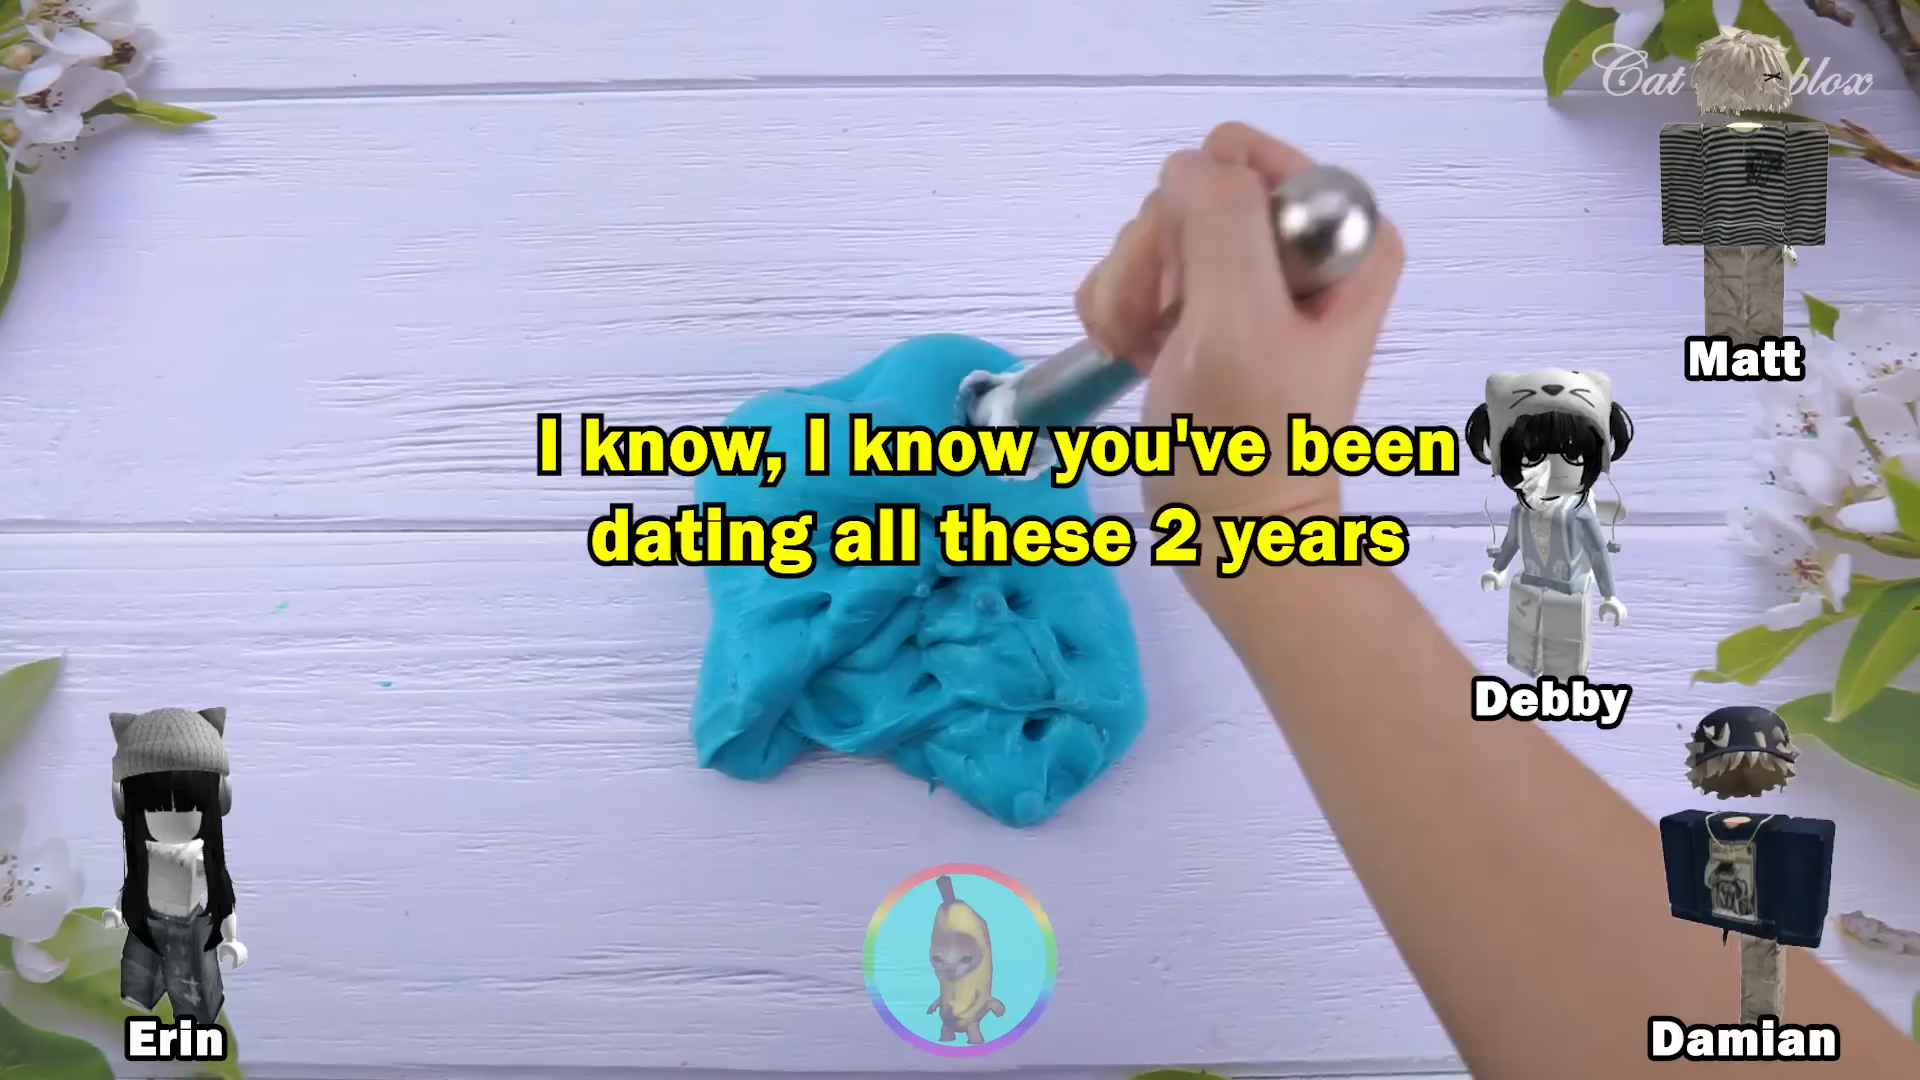 Cat blox
Matt
I know, I know you've been
dating all these 2 years
Debby
Erin
Damian